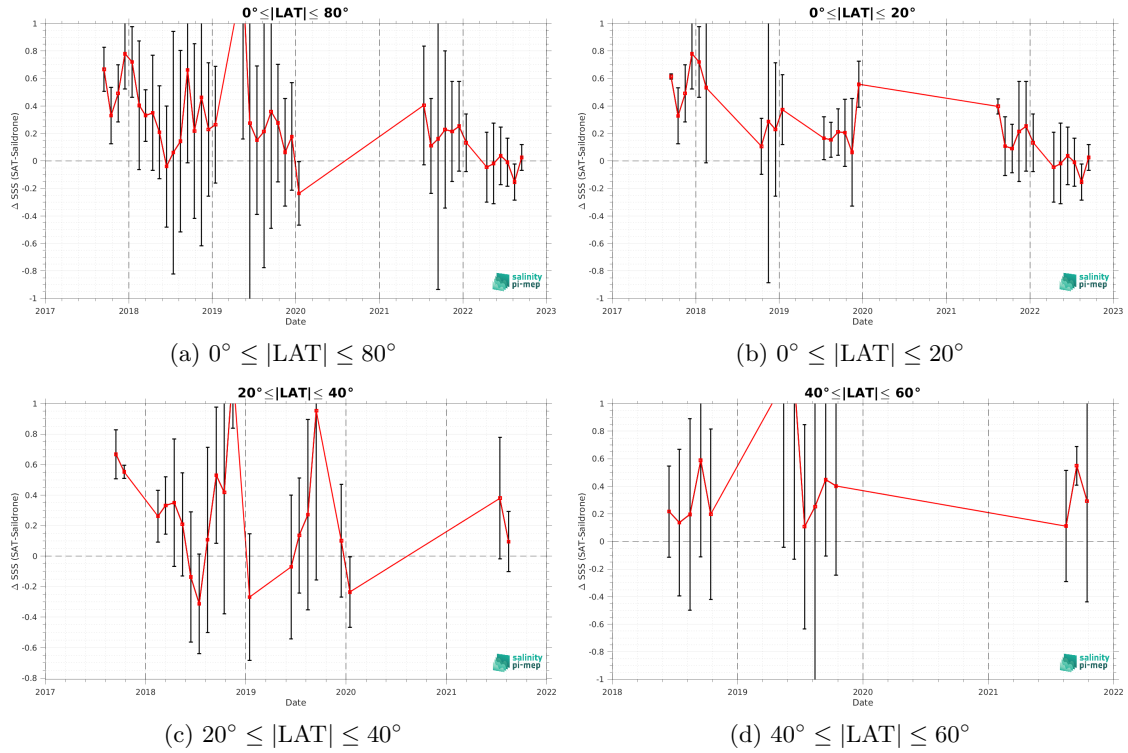 0°≤|LAT|≤ 80°
Δ SSS (SAT-Saildrone)
1
0.8
0.6
0.4
0.2
0
0.2
0.4
0.6
0.8
-1
salinity
pi-mep
2017 2018 2019 2020 2021 2022 2023
Date
(a) 0° ≤ |LAT| ≤ 80°
0°≤|LAT|≤ 20°
Δ SSS (SAT-Saildrone)
1
0.8
0.6
0.4
0.2
0
0.2
0.4
0.6
0.8
-1
salinity
pi-mep
2017 2018 2019 2020 2021 2022 2023
Date
(b) 0° ≤ |LAT| ≤ 20°
20°≤|LAT|≤ 40°
Δ SSS (SAT-Saildrone)
1
0.8
0.6
0.4
0.2
0
0.2
0.4
0.6
-0.8
salinity
pi-mep
2017 2018 2019 2020 2021 2022
Date
(c) 20° ≤ |LAT| ≤ 40°
40°≤|LAT|≤ 60°
Δ SSS (SAT-Saildrone)
1
0.8
0.6
0.4
0.2
0
0.2
0.4
0.6
0.8
-1
salinity
pi-mep
2018 2019 2020 2021 2022
Date
(d) 40° ≤ |LAT| ≤ 60°